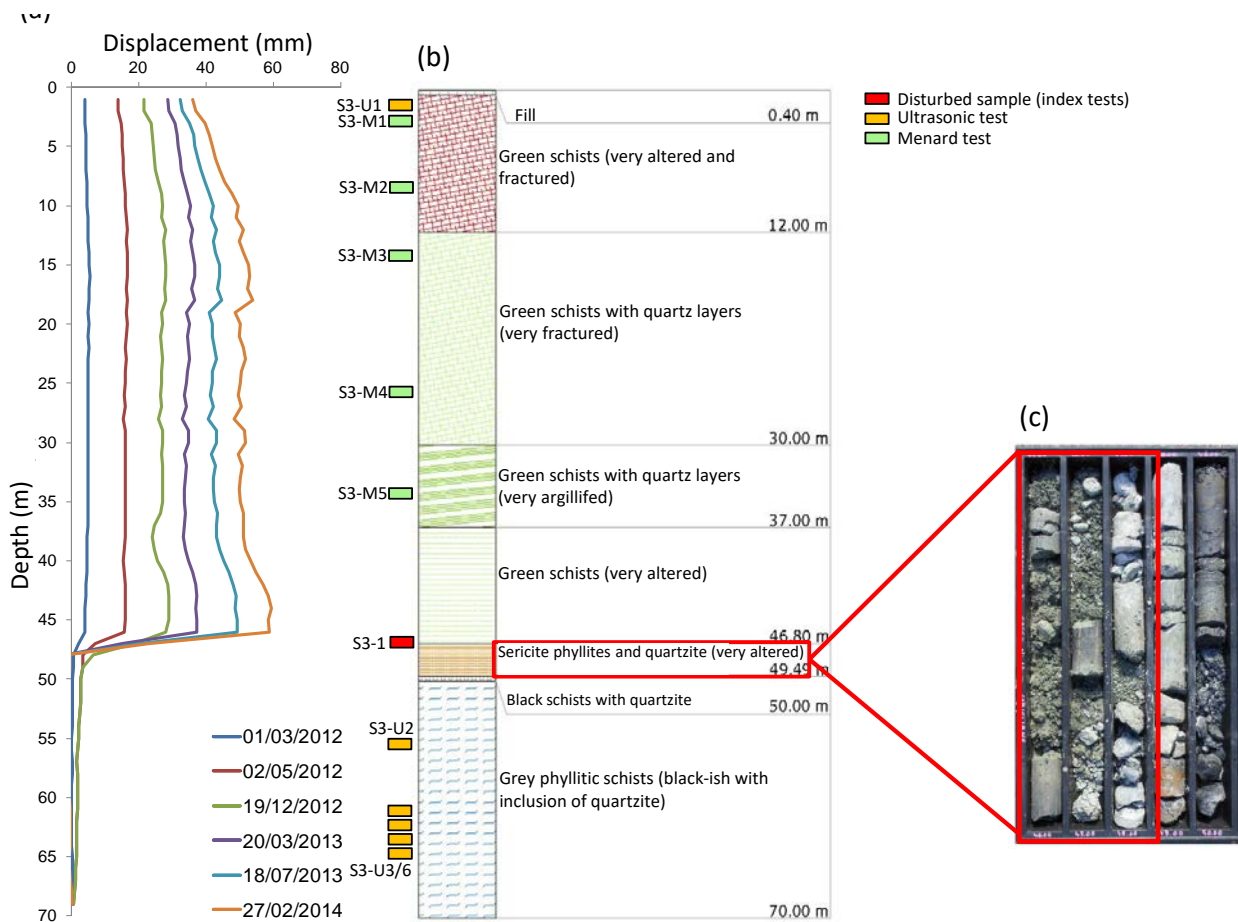 (a)
Displacement (mm)
0 20 40 60 80
Depth (m)
0
5
10
15
20
25
30
35
40
45
50
55
60
65
70
01/03/2012
02/05/2012
19/12/2012
20/03/2013
18/07/2013
27/02/2014
(b)
S3-U1
S3-M1
S3-M2
S3-M3
S3-M4
S3-M5
S3-1
S3-U2
S3-U3/6
Fill
0.40 m
Green schists (very altered and
fractured)
12.00 m
Green schists with quartz layers
(very fractured)
30.00 m
Green schists with quartz layers
(very argillifed)
37.00 m
Green schists (very altered)
46.80 m
Sericite phyllites and quartzite (very altered)
49.49 m
Black schists with quartzite
50.00 m
Grey phyllitic schists (black-ish with
inclusion of quartzite)
70.00 m
Disturbed sample (index tests)
Ultrasonic test
Menard test
(c)